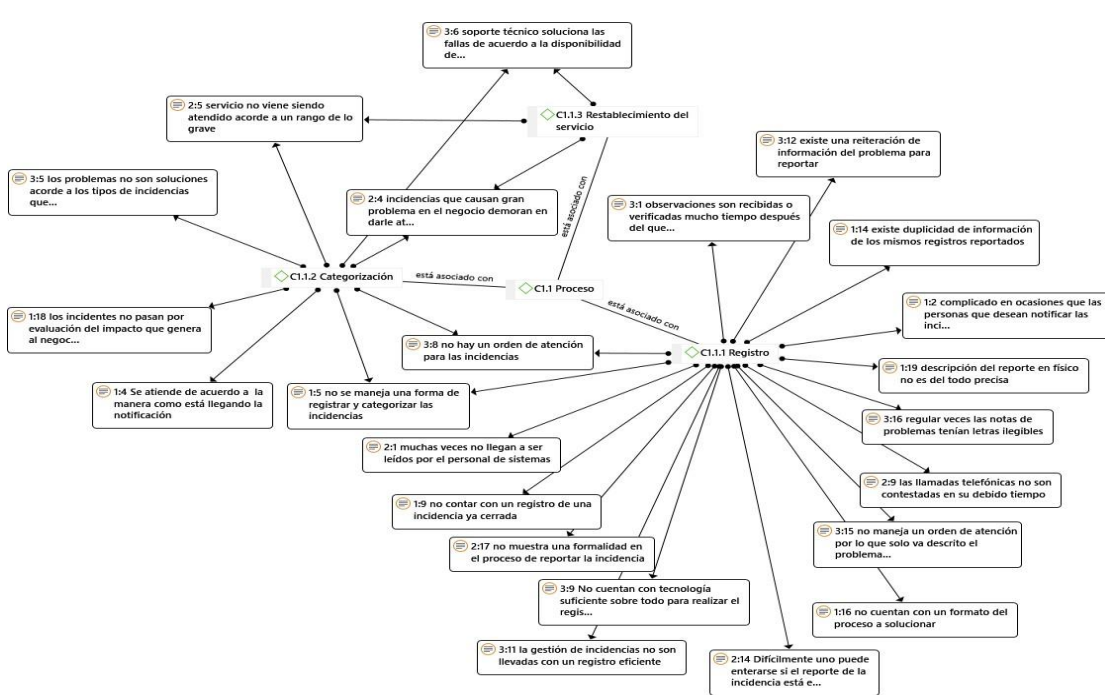 3:6 soporte técnico soluciona las
fallas de acuerdo a la disponibilidad
de...
2:5 servicio no viene siendo
atendido acorde a un rango de lo
grave
C1.1.3 Restablecimiento del
servicio
3:12 existe una reiteración de
información del problema para
reportar
3:5 los problemas no son soluciones
acorde a los tipos de incidencias
que...
2:4 incidencias que causan gran
problema en el negocio demoran en
darle at...
está asociado con
3:1 observaciones son recibidas o
verificadas mucho tiempo después
del que...
1:14 existe duplicidad de información
de los mismos registros reportados
C1.1.2 Categorización
está asociado con
C1.1 Proceso
está asociado con
1:18 los incidentes no pasan por
evaluación del impacto que genera
al negoc...
1:2 complicado en ocasiones que las
personas que desean notificar las
inci...
3:8 no hay un orden de atención
para las incidencias
C1.1.1 Registro
1:19 descripción del reporte en físico
no es del todo precisa
1:4 Se atiende de acuerdo a la
manera como está llegando la
notificación
1:5 no se maneja una forma de
registrar y categorizar las
incidencias
3:16 regular veces las notas de
problemas tenían letras ilegibles
2:1 muchas veces no llegan a ser
leídos por el personal de sistemas
2:9 las llamadas telefónicas no son
contestadas en su debido tiempo
1:9 no contar con un registro de una
incidencia ya cerrada
3:15 no maneja un orden de atención
por lo que solo va descrito el
problema...
2:17 no muestra una formalidad en
el proceso de reportar la incidencia
3:9 No cuentan con tecnología
suficiente sobre todo para realizar el
regis...
1:16 no cuentan con un formato del
proceso a solucionar
3:11 la gestión de incidencias no son
llevadas con un registro eficiente
2:14 Difícilmente uno puede
enterarse si el reporte de la
incidencia está e...